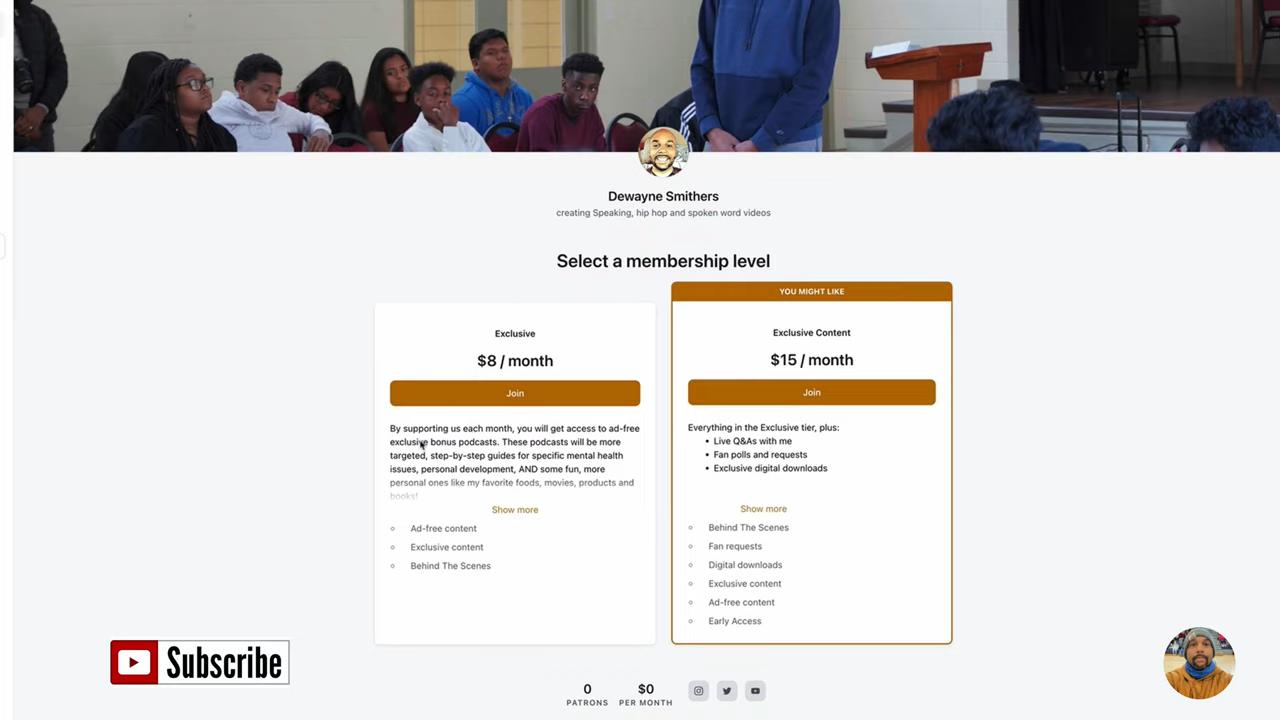 Dewayne Smithers
creating Speaking, hip hop and spoken word videos
Select a membership level
Exclusive
$8 / month
Join
By supporting us each month, you will get access to ad-free
exclusive bonus podcasts. These podcasts will be more
targeted, step-by-step guides for specific mental health
issues, personal development, AND some fun, more
personal ones like my favorite foods, movies, products and
books!
Show more
Ad-free content
Exclusive content
Behind The Scenes
YOU MIGHT LIKE
Exclusive Content
$15 / month
Join
Everything in the Exclusive tier, plus:
• Live Q&As with me
• Fan polls and requests
• Exclusive digital downloads
Show more
Behind The Scenes
Fan requests
Digital downloads
Exclusive content
Ad-free content
Early Access
Subscribe
0 $0
PATRONS PER MONTH